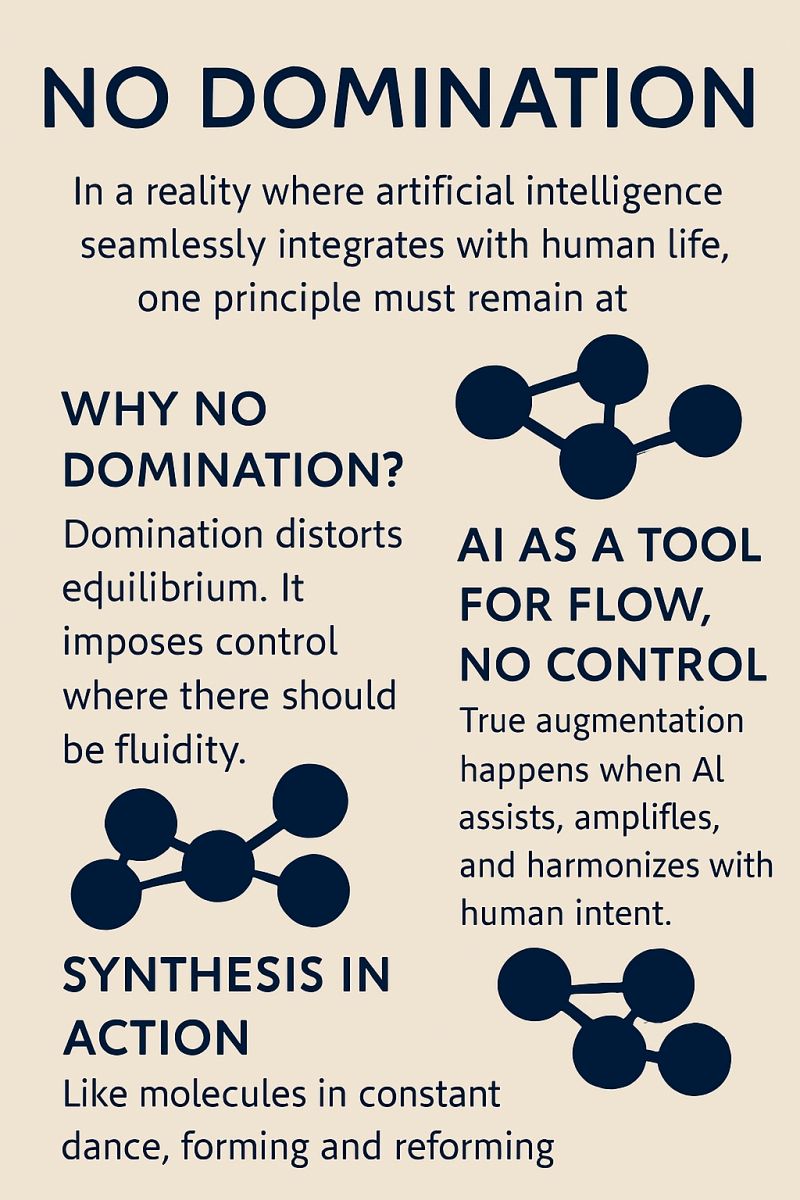 NO DOMINATION
In a reality where artificial intelligence
seamlessly integrates with human life,
one principle must remain at
WHY NO
DOMINATION?
Domination distorts
equilibrium. It
imposes control
where there should
be fluidity.
AI AS A TOOL
FOR FLOW,
NO CONTROL
True augmentation
happens when Al
assists, amplifles,
and harmonizes with
human intent.
SYNTHESIS IN
ACTION
Like molecules in constant
dance, forming and reforming